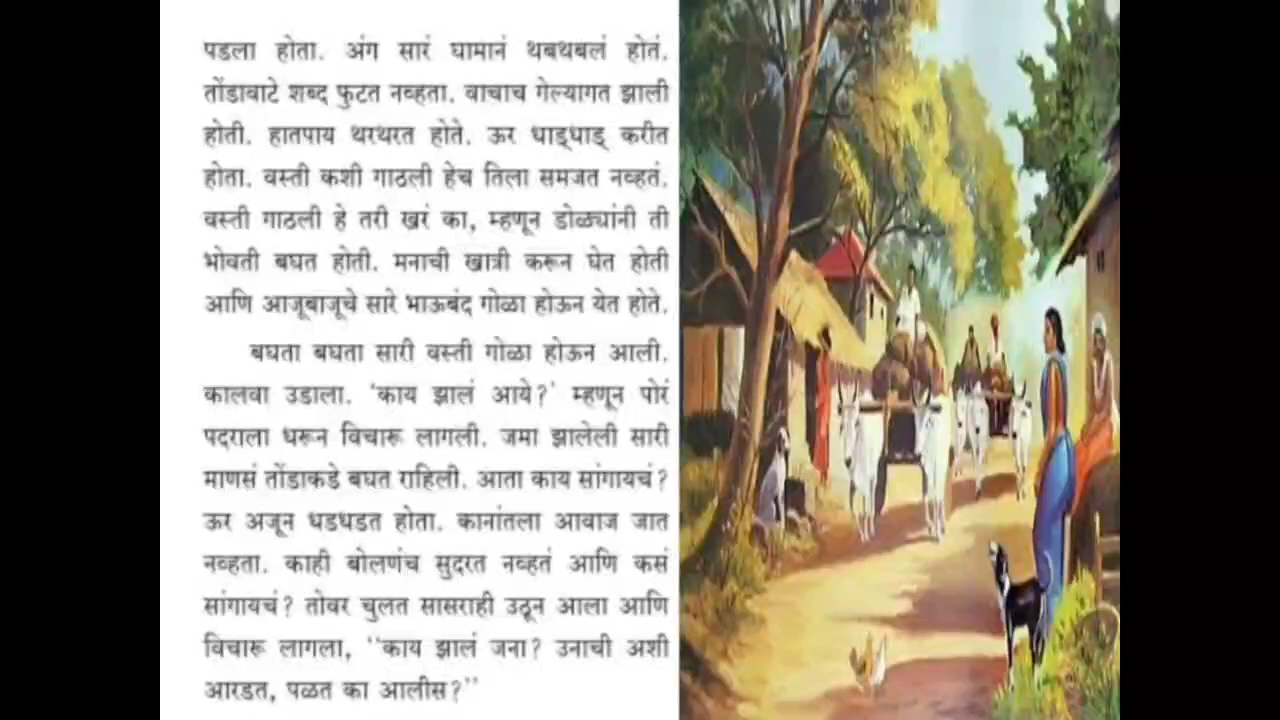 पडला होता. अंग सारं घामानं थबथबलं होतं.
तोंडावाटे शब्द फुटत नव्हता. वाचाच गेल्यागत झाली
होती. हातपाय थरथरत होते. ऊर धाड्धाड् करीत
होता. वस्ती कशी गाठली हेच तिला समजत नव्हतं.
वस्ती गाठली हे तरी खरं का, म्हणून डोळ्यांनी ती
भोवती बघत होती. मनाची खात्री करून घेत होती
आणि आजूबाजूचे सारे भाऊबंद गोळा होऊन येत होते.
बघता बघता सारी वस्ती गोळा होऊन आली.
कालवा उडाला. ‘काय झालं आये?’ म्हणून पोरं
पदराला धरून विचारू लागली. जमा झालेली सारी
माणसं तोंडाकडे बघत राहिली. आता काय सांगायचं?
ऊर अजून धडधडत होता. कानांतला आवाज जात
नव्हता. काही बोलणंच सुदरत नव्हतं आणि कसं
सांगायचं? तोवर चुलत सासराही उठून आला आणि
विचारू लागला, ‘‘काय झालं जना? उनाची अशी
आरडत, पळत का आलीस?’’